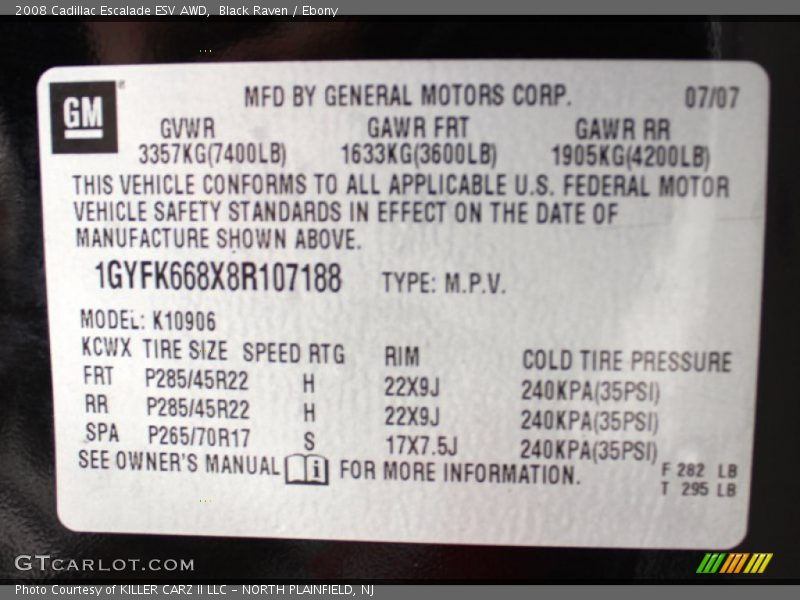 2008 Cadillac Escalade ESV AWD,  Black Raven / Ebony
GM
MFD BY GENERAL MOTORS CORP. 07/07
GVWR GAWR FRT GAWR RR
3357KG(7400LB) 1633KG(3600LB) 1905KG(4200LB)
THIS VEHICLE CONFORMS TO ALL APPLICABLE U.S. FEDERAL MOTOR
VEHICLE SAFETY STANDARDS IN EFFECT ON THE DATE OF
MANUFACTURE SHOWN ABOVE.
1GYFK668X8R107188 TYPE: M.P.V.
MODEL: K10906
KCWX TIRE SIZE SPEED RTG RIM COLD TIRE PRESSURE
FRT P285/45R22 H 22X9J 240KPA(35PSI)
RR P285/45R22 H 22X9J 240KPA(35PSI)
SPA P265/70R17 S 17X7.5J 240KPA(35PSI)
SEE OWNER'S MANUAL i FOR MORE INFORMATION. F 282 LB
T 295 LB
GTCARLOT.COM
Photo Courtesy of KILLER CARZ II LLC – NORTH PLAINFIELD, NJ